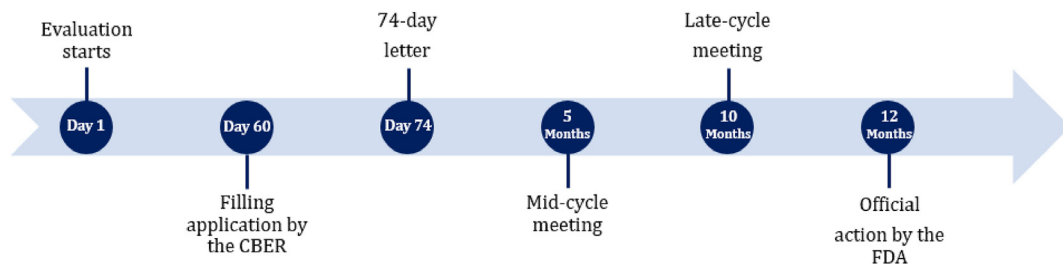 Evaluation
starts
74-day
letter
Late-cycle
meeting
Day 1
Day 60
Day 74
5
Months
10
Months
12
Months
Filling
application by
the CBER
Mid-cycle
meeting
Official
action by the
FDA